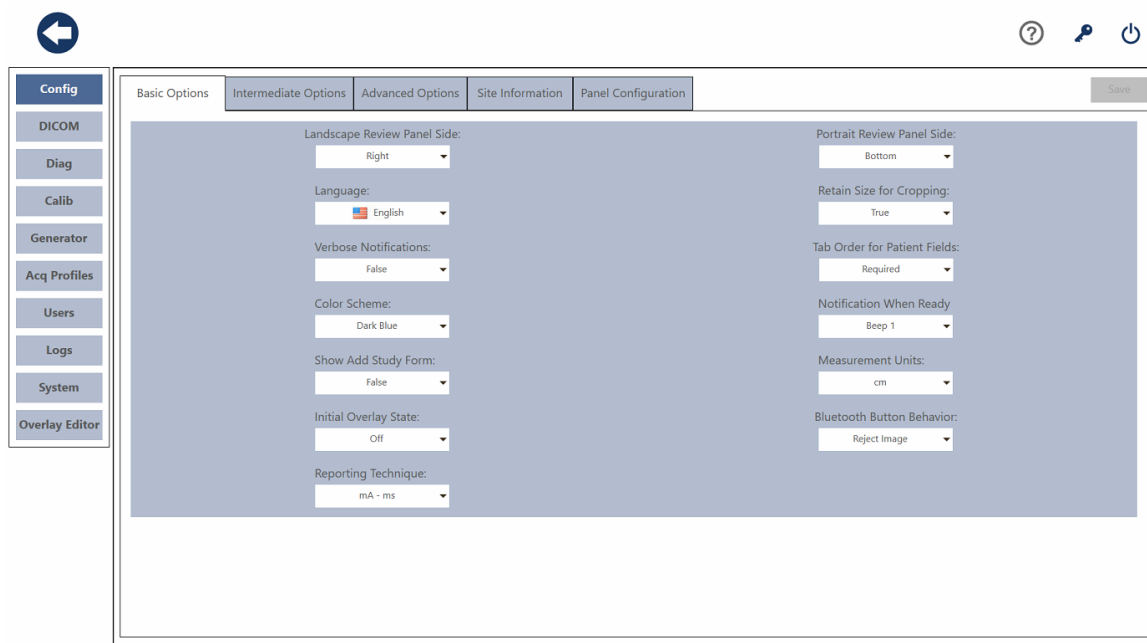 ?
Config
DICOM
Diag
Calib
Generator
Acq Profiles
Users
Logs
System
Overlay Editor
Basic Options
Intermediate Options
Advanced Options
Site Information
Panel Configuration
Save
Landscape Review Panel Side:
Right
Portrait Review Panel Side:
Bottom
Language:
English
Retain Size for Cropping:
True
Verbose Notifications:
False
Tab Order for Patient Fields:
Required
Color Scheme:
Dark Blue
Notification When Ready
Beep 1
Show Add Study Form:
False
Measurement Units:
cm
Initial Overlay State:
Off
Bluetooth Button Behavior:
Reject Image
Reporting Technique:
mA - ms